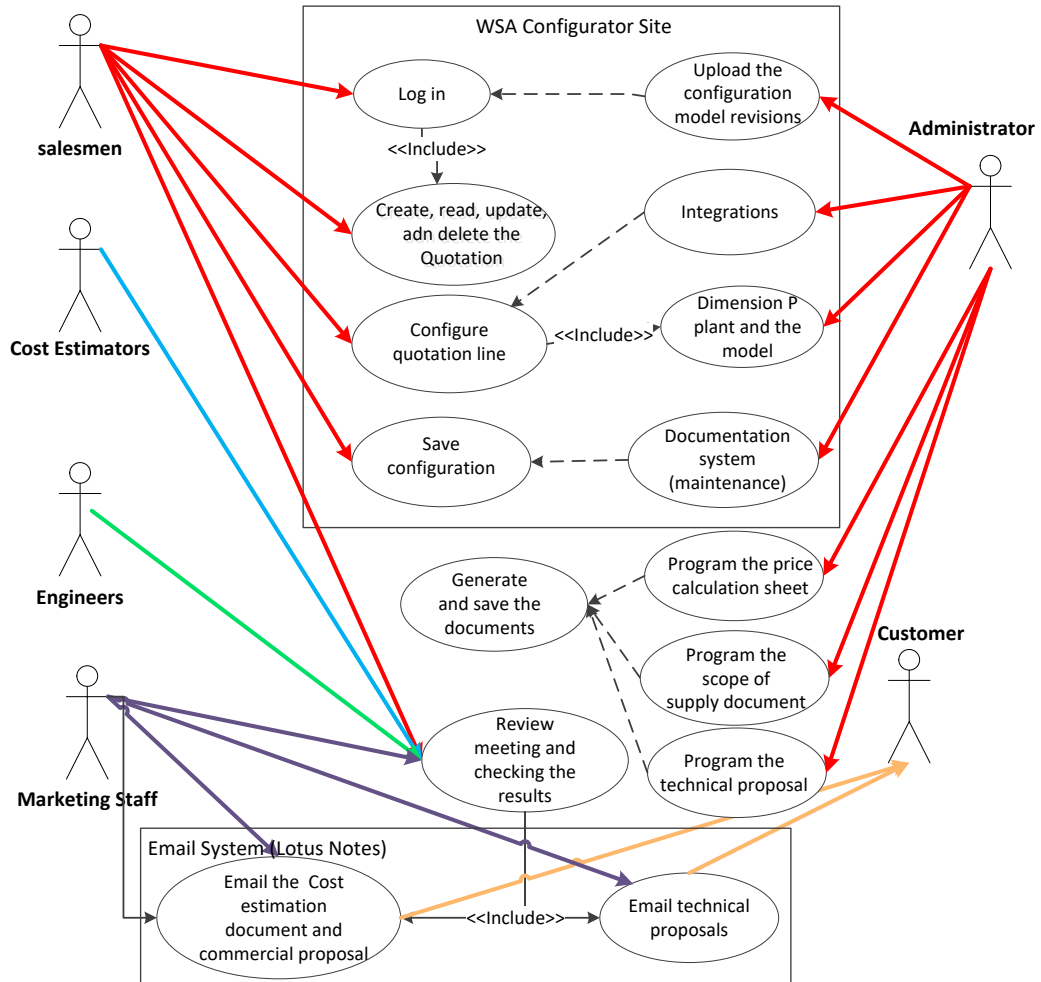 WSA Configurator Site
Log in
Upload the
configuration
model revisions
salesmen
Administrator
<<Include>>
Create, read, update,
adn delete the
Quotation
Integrations
Cost Estimators
Configure
quotation line
<<Include>>
Dimension P
plant and the
model
Save
configuration
Documentation
system
(maintenance)
Engineers
Generate
and save the
documents
Program the price
calculation sheet
Customer
Program the
scope of
supply document
Marketing Staff
Review
meeting and
checking the
results
Program the
technical proposal
Email System (Lotus Notes)
Email the Cost
estimation
document and
commercial proposal
<<Include>>
Email technical
proposals